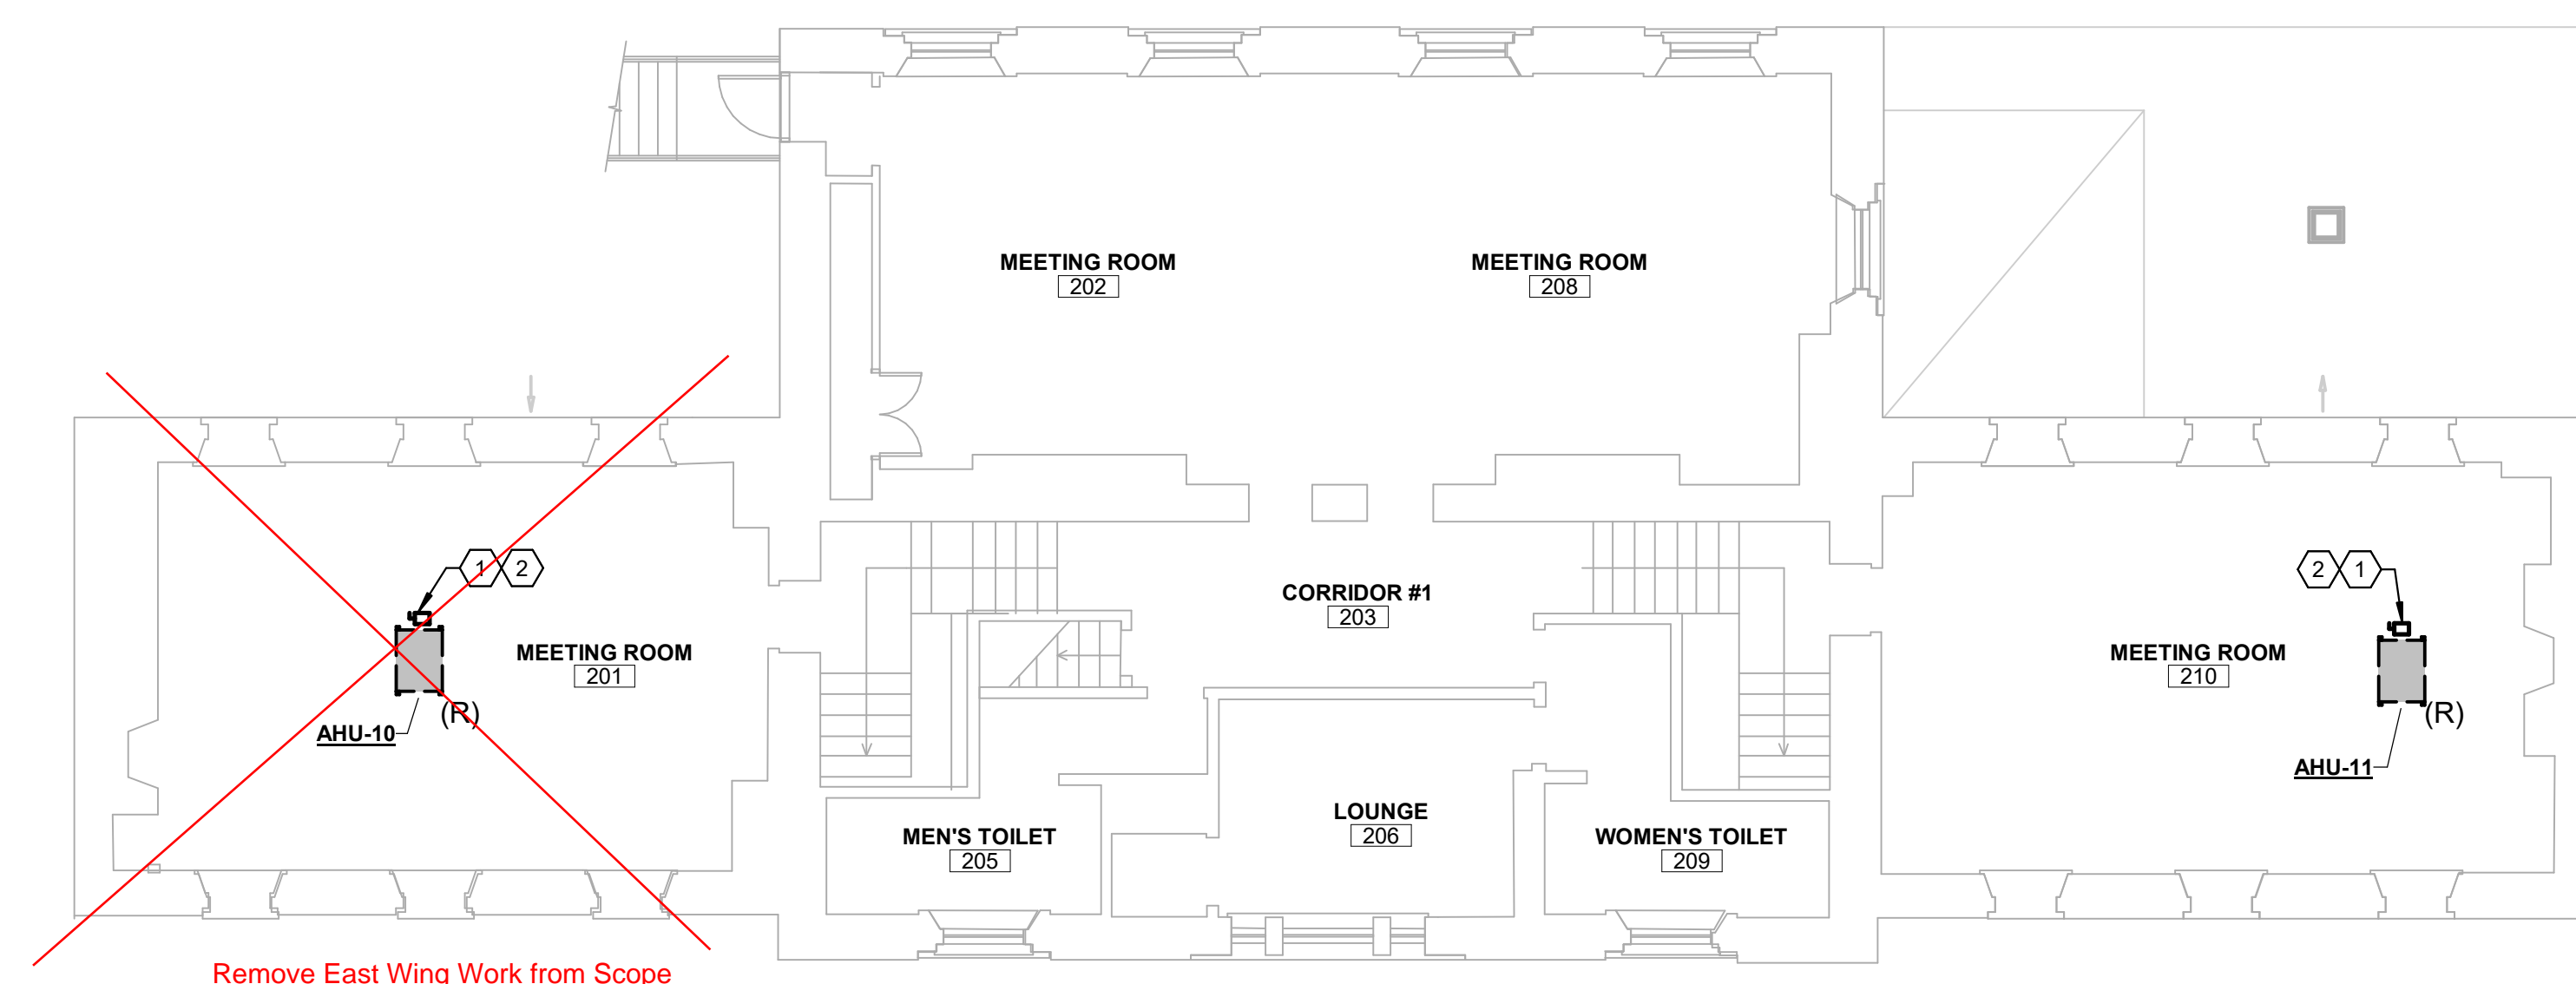 MEETING ROOM
202
MEETING ROOM
208
1 2
MEETING ROOM
201
(R)
AHU-10
CORRIDOR #1
203
2 1
MEETING ROOM
210
(R)
AHU-11
MEN'S TOILET
205
LOUNGE
206
WOMEN'S TOILET
209
Remove East Wing Work from Scope